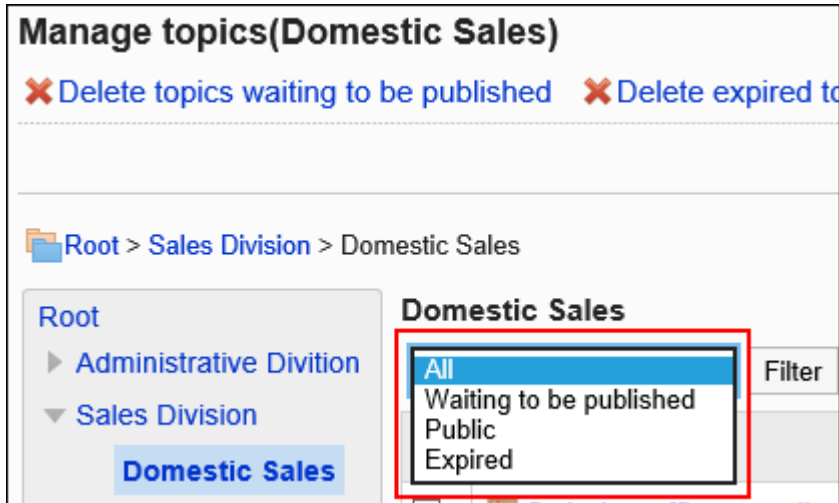 Manage topics(Domestic Sales)
Delete topics waiting to be published Delete expired
Root > Sales Division > Domestic Sales
Root
Administrative Divition
Sales Division
Domestic Sales
Domestic Sales
All
Filter
Waiting to be published
Public
Expired